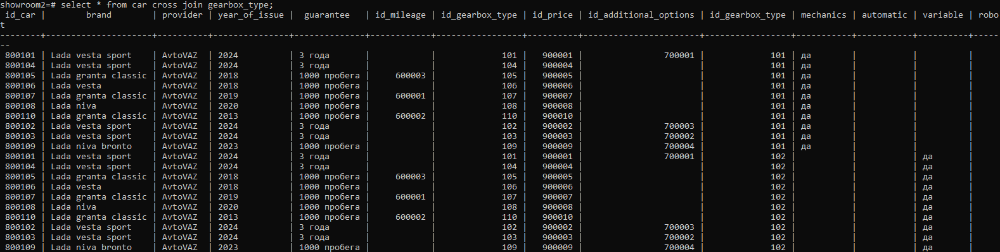 showroom2=# select * from car cross join gearbox_type;
 id_car |        brand        | provider | year_of_issue |  guarantee   | id_mileage | id_gearbox_type | id_price | id_additional_options | id_gearbox_type | mechanics | automatic | variable | robo
t
--------+---------------------+----------+---------------+--------------+------------+-----------------+----------+-----------------------+-----------------+-----------+-----------+----------+-----
--
 800101 | Lada vesta sport    | AvtoVAZ  | 2024          | 3 года       |            |             101 |   900001 |                700001 |             101 | да        |           |          |
 800104 | Lada vesta sport    | AvtoVAZ  | 2024          | 3 года       |            |             104 |   900004 |                       |             101 | да        |           |          |
 800105 | Lada granta classic | AvtoVAZ  | 2018          | 1000 пробега |     600003 |             105 |   900005 |                       |             101 | да        |           |          |
 800106 | Lada vesta          | AvtoVAZ  | 2018          | 1000 пробега |            |             106 |   900006 |                       |             101 | да        |           |          |
 800107 | Lada granta classic | AvtoVAZ  | 2019          | 1000 пробега |     600001 |             107 |   900007 |                       |             101 | да        |           |          |
 800108 | Lada niva           | AvtoVAZ  | 2020          | 1000 пробега |            |             108 |   900008 |                       |             101 | да        |           |          |
 800110 | Lada granta classic | AvtoVAZ  | 2013          | 1000 пробега |     600002 |             110 |   900010 |                       |             101 | да        |           |          |
 800102 | Lada vesta sport    | AvtoVAZ  | 2024          | 3 года       |            |             102 |   900002 |                700003 |             101 | да        |           |          |
 800103 | Lada vesta sport    | AvtoVAZ  | 2024          | 3 года       |            |             103 |   900003 |                700002 |             101 | да        |           |          |
 800109 | Lada niva bronto    | AvtoVAZ  | 2023          | 1000 пробега |            |             109 |   900009 |                700004 |             101 | да        |           |          |
 800101 | Lada vesta sport    | AvtoVAZ  | 2024          | 3 года       |            |             101 |   900001 |                700001 |             102 |           |           | да       |
 800104 | Lada vesta sport    | AvtoVAZ  | 2024          | 3 года       |            |             104 |   900004 |                       |             102 |           |           | да       |
 800105 | Lada granta classic | AvtoVAZ  | 2018          | 1000 пробега |     600003 |             105 |   900005 |                       |             102 |           |           | да       |
 800106 | Lada vesta          | AvtoVAZ  | 2018          | 1000 пробега |            |             106 |   900006 |                       |             102 |           |           | да       |
 800107 | Lada granta classic | AvtoVAZ  | 2019          | 1000 пробега |     600001 |             107 |   900007 |                       |             102 |           |           | да       |
 800108 | Lada niva           | AvtoVAZ  | 2020          | 1000 пробега |            |             108 |   900008 |                       |             102 |           |           | да       |
 800110 | Lada granta classic | AvtoVAZ  | 2013          | 1000 пробега |     600002 |             110 |   900010 |                       |             102 |           |           | да       |
 800102 | Lada vesta sport    | AvtoVAZ  | 2024          | 3 года       |            |             102 |   900002 |                700003 |             102 |           |           | да       |
 800103 | Lada vesta sport    | AvtoVAZ  | 2024          | 3 года       |            |             103 |   900003 |                700002 |             102 |           |           | да       |
 800109 | Lada niva bronto    | AvtoVAZ  | 2023          | 1000 пробега |            |             109 |   900009 |                700004 |             102 |           |           | да       |